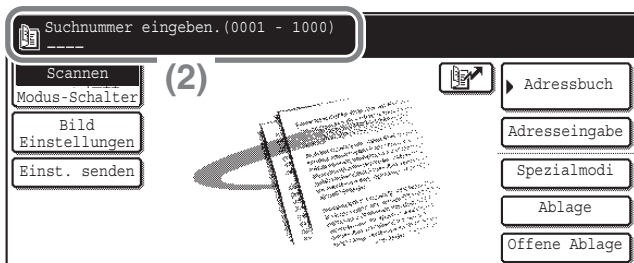 Suchnummer eingeben.(0001 - 1000)
----
(2)
Scannen
Modus-Schalter
Bild
Einstellungen
Einst. senden
Adressbuch
Adresseingabe
Spezialmodi
Ablage
Offene Ablage